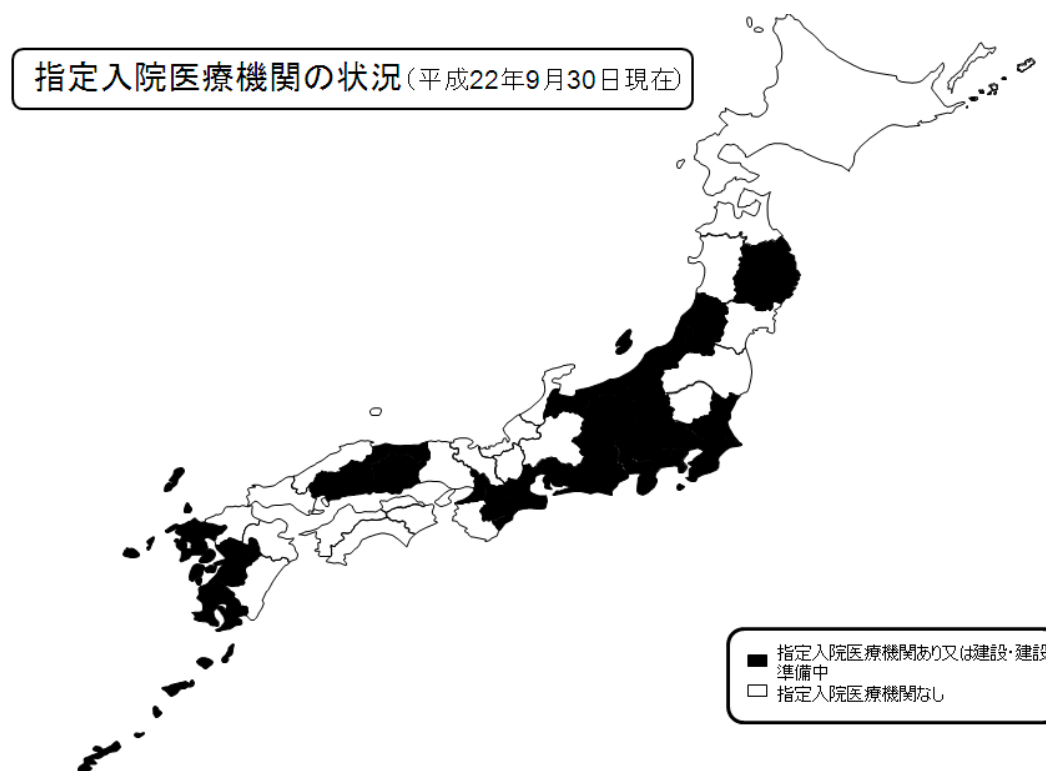 指定入院医療機関の状況(平成22年9月30日現在)
指定入院医療機関あり又は建設・建設
準備中
指定入院医療機関なし